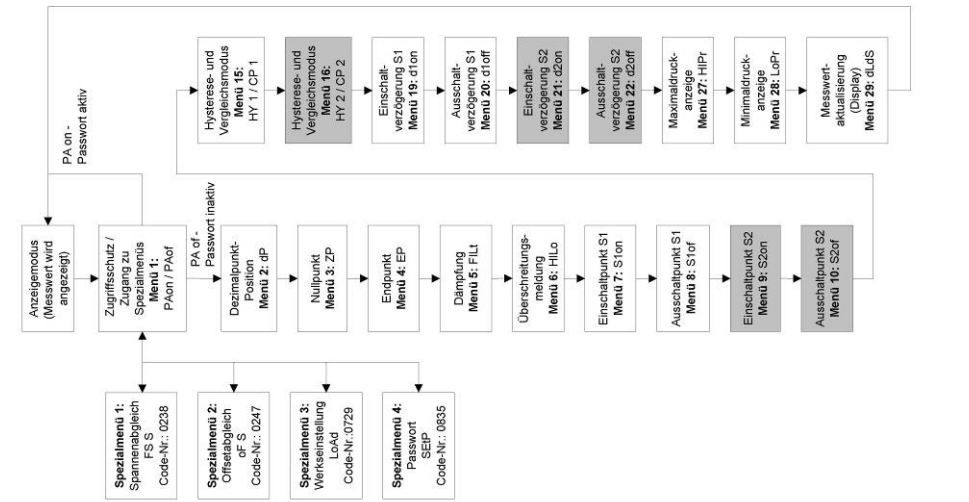 Anzeigemodus
(Messwert wird
angezeigt)
PA on -
Passwort aktiv
Zugriffsschutz /
Zugang zu
Spezialmenüs
Menü 1:
PAon / PAof
PA of -
Passwort inaktiv
Spezialmenü 1:
Spannenabgleich
FS S
Code-Nr.: 0238
Spezialmenü 2:
Offsetabgleich
oF S
Code-Nr.: 0247
Spezialmenü 3:
Werkseinstellung
LoAd
Code-Nr.:0729
Spezialmenü 4:
Passwort
SEtP
Code-Nr.: 0835
Dezimalpunkt-
Position
Menü 2: dP
Nullpunkt
Menü 3: ZP
Endpunkt
Menü 4: EP
Dämpfung
Menü 5: FILt
Überschreitungs-
meldung
Menü 6: HILo
Einschaltpunkt S1
Menü 7: S1on
Ausschaltpunkt S1
Menü 8: S1of
Einschaltpunkt S2
Menü 9: S2on
Ausschaltpunkt S2
Menü 10: S2of
Hysterese- und
Vergleichsmodus
Menü 15:
HY 1 / CP 1
Hysterese- und
Vergleichsmodus
Menü 16:
HY 2 / CP 2
Einschalt-
verzögerung S1
Menü 19: d1on
Ausschalt-
verzögerung S1
Menü 20: d1off
Einschalt-
verzögerung S2
Menü 21: d2on
Ausschalt-
verzögerung S2
Menü 22: d2off
Maximaldruck-
anzeige
Menü 27: HIPr
Minimaldruck-
anzeige
Menü 28: LoPr
Messwert-
aktualisierung
(Display)
Menü 29: dLdS